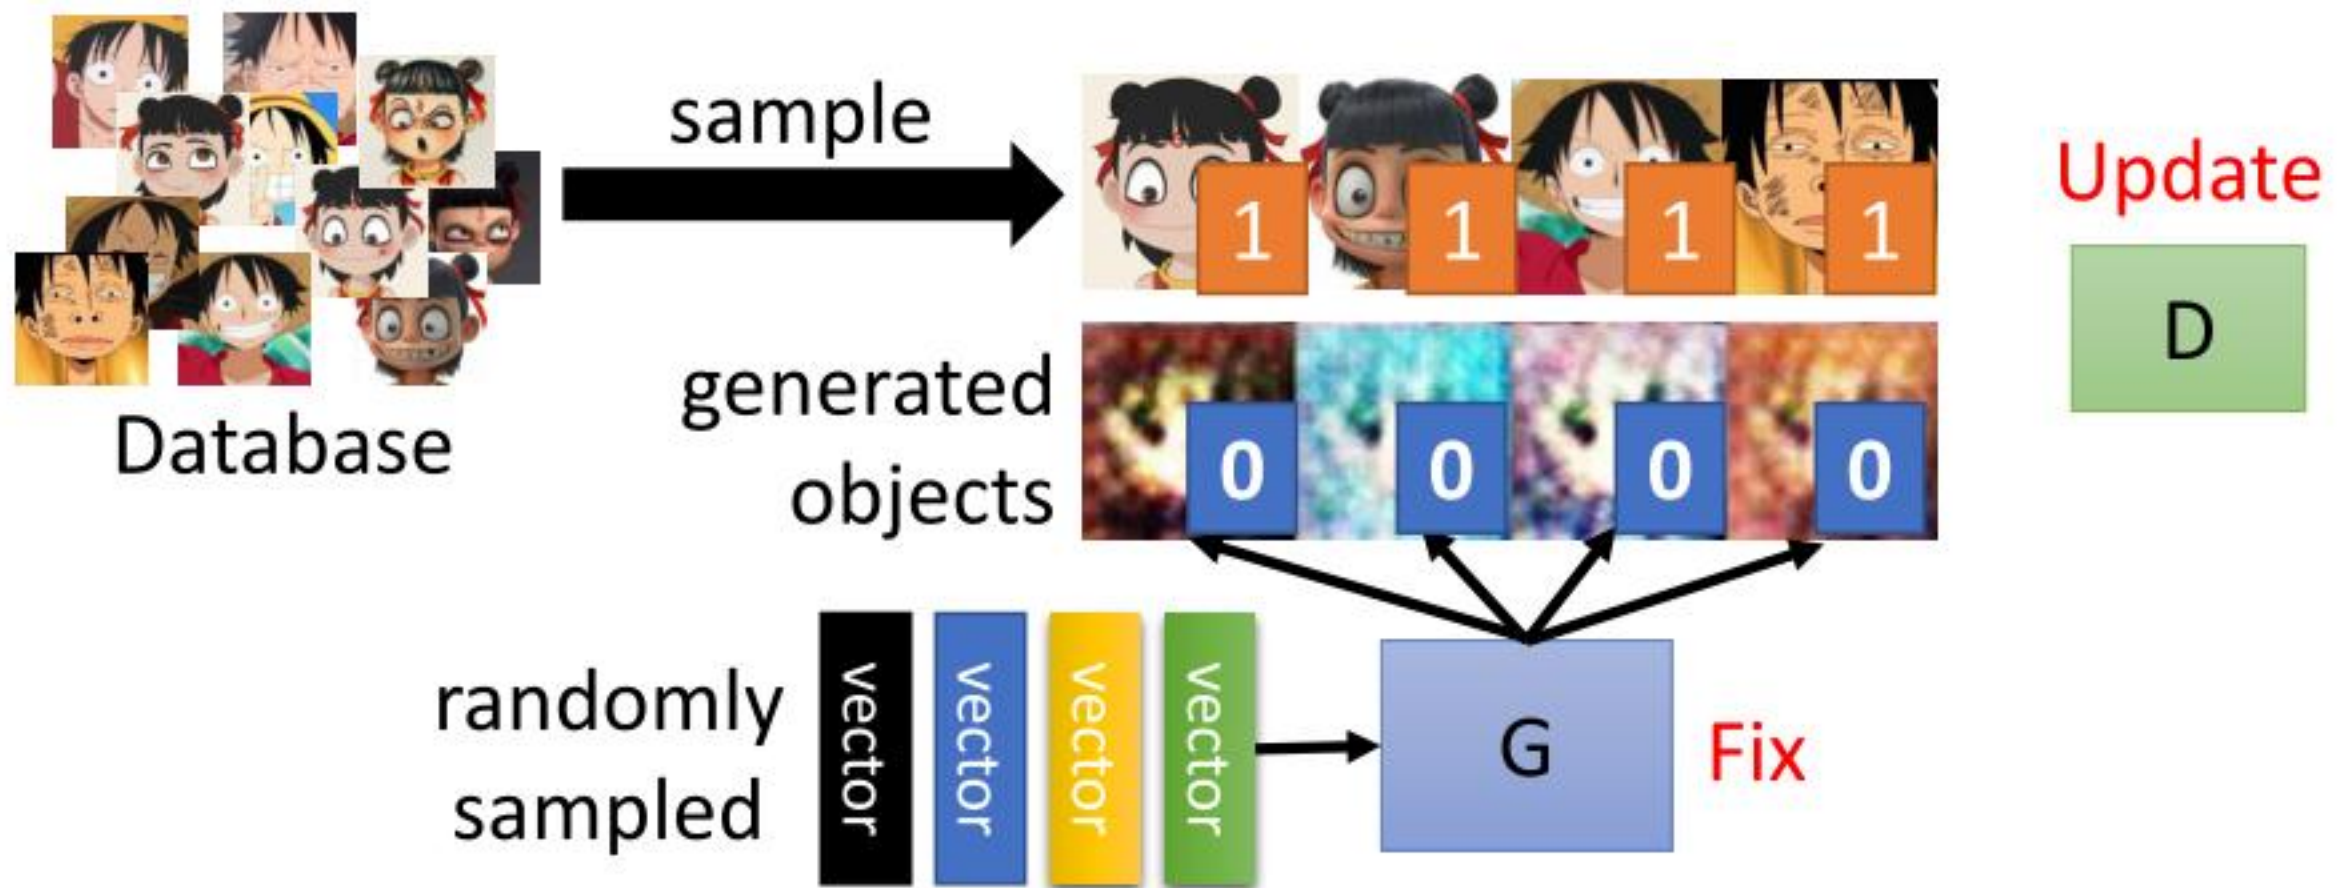 sample
1 1 1 1
Update
D
Database
generated
objects
0 0 0 0
randomly
sampled
vector vector vector vector
G
Fix